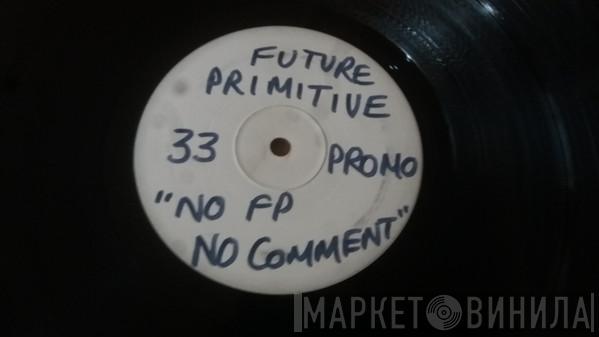 FUTURE
PRIMITIVE
33 PROMO
"NO FP
NO COMMENT"
МАРКЕТ ВИНИЛА